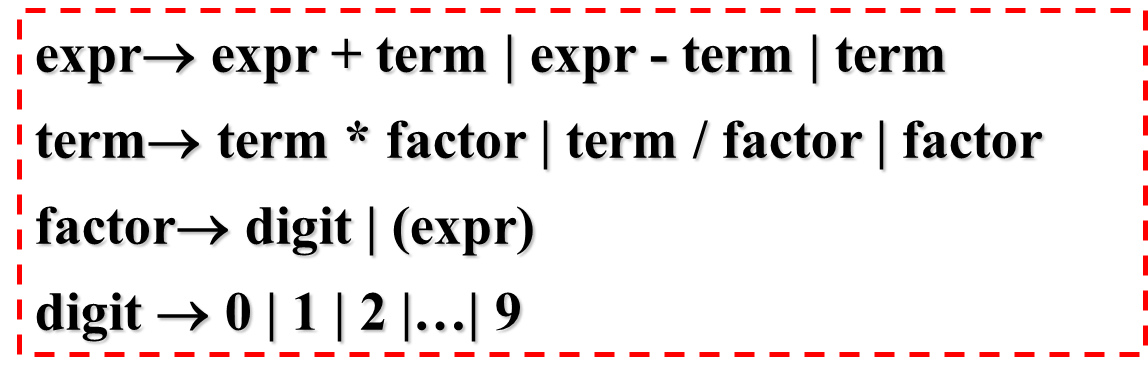 expr→ expr + term | expr - term | term
term→ term * factor | term / factor | factor
factor→ digit | (expr)
digit → 0 | 1 | 2 |…| 9